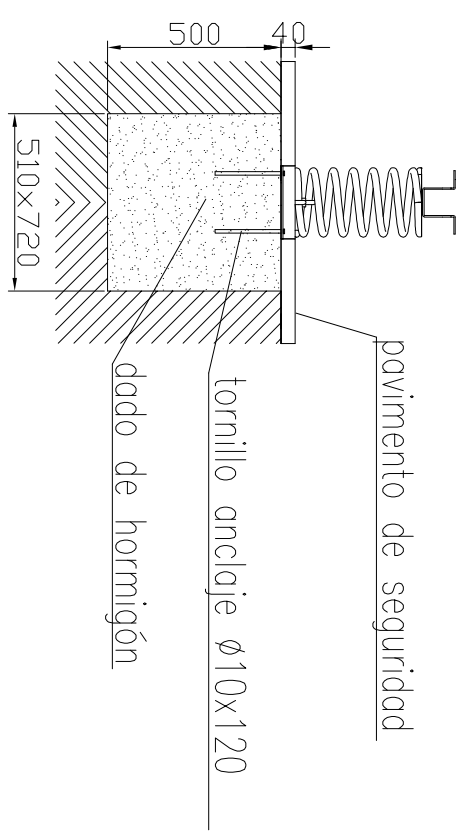 500
40
510x720
pavimento de seguridad
tornillo anclaje Ø10x120
dado de hormigón